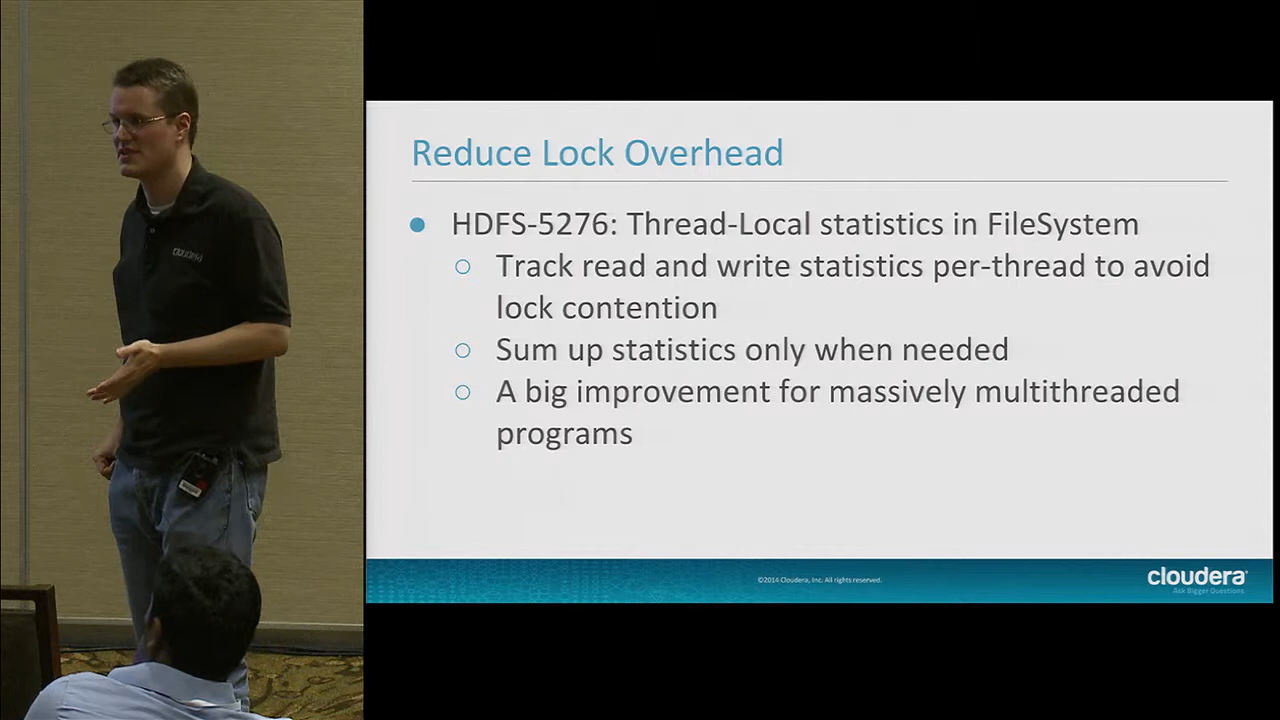 cloudera
Reduce Lock Overhead
HDFS-5276: Thread-Local statistics in FileSystem
Track read and write statistics per-thread to avoid
lock contention
Sum up statistics only when needed
A big improvement for massively multithreaded
programs
©2014 Cloudera, Inc. All rights reserved.
cloudera
Ask Bigger Questions